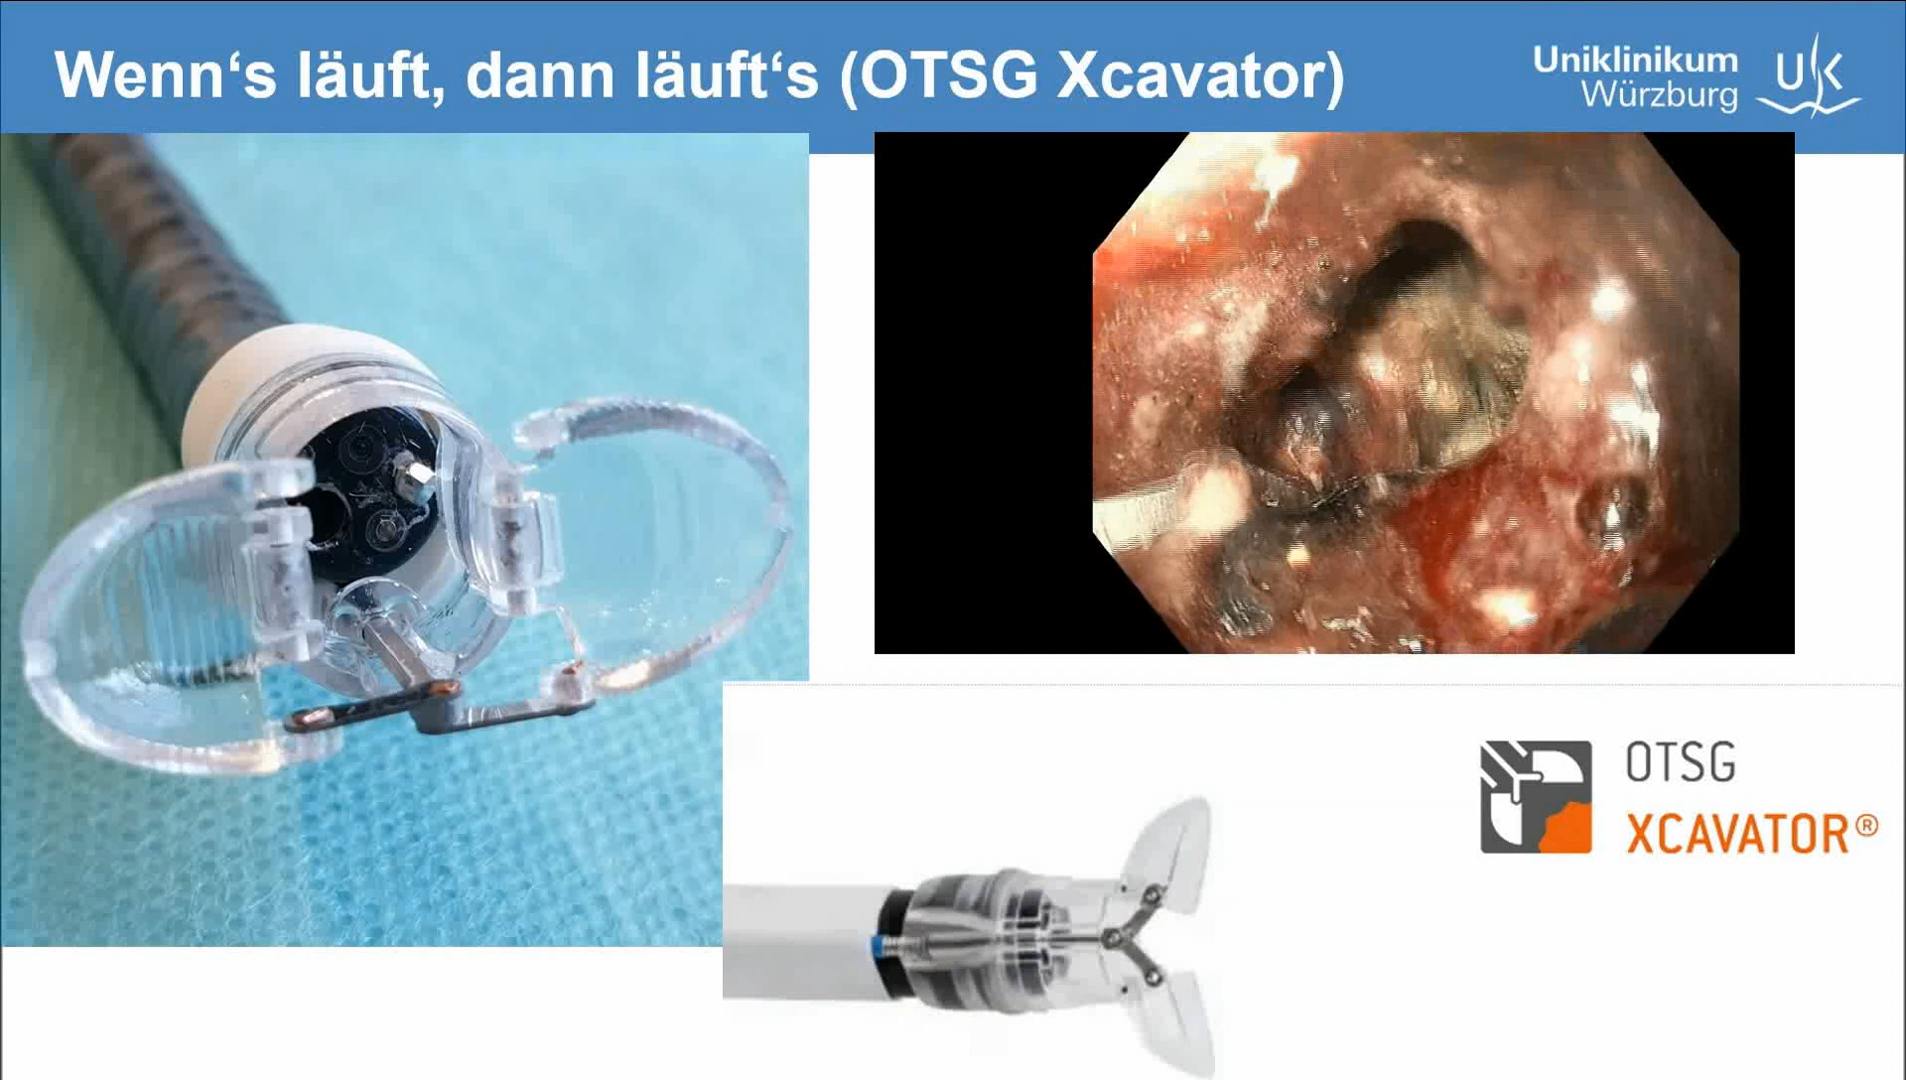 Wenn‘s läuft, dann läuft‘s (OTSG Xcavator)
Uniklinikum
Würzburg
UK
OTSG
XCAVATOR®